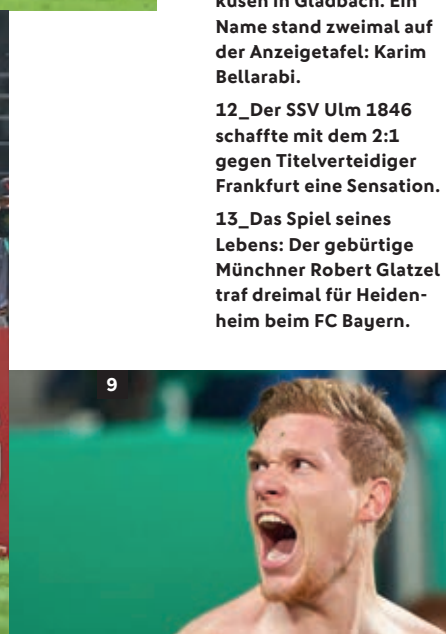 kusen in Gladbach. Ein
Name stand zweimal auf
der Anzeigetafel: Karim
Bellarabi.
12_Der SSV Ulm 1846
schaffte mit dem 2:1
gegen Titelverteidiger
Frankfurt eine Sensation.
13_Das Spiel seines
Lebens: Der gebürtige
Münchner Robert Glatzel
traf dreimal für Heiden-
heim beim FC Bayern.
9